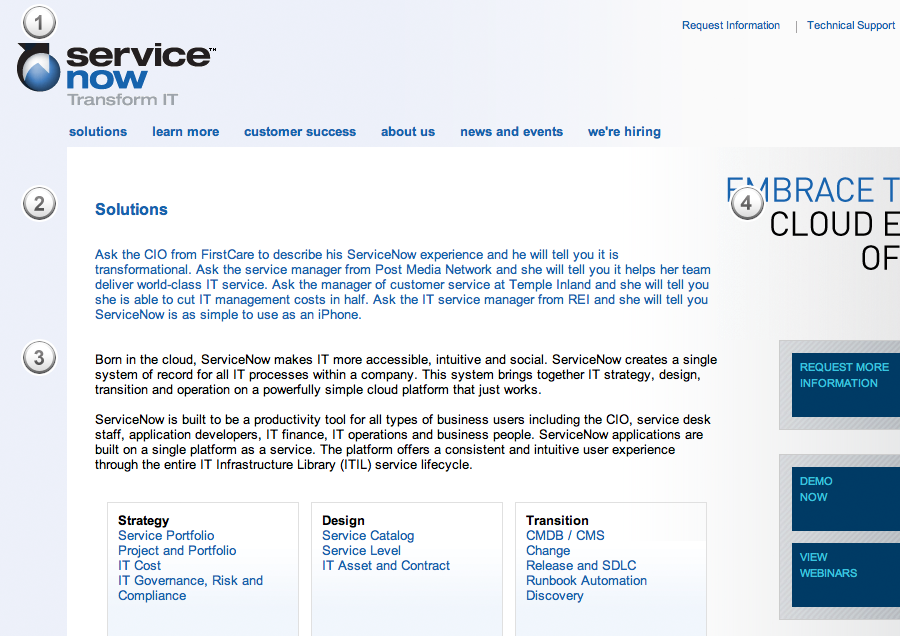 1
Request Information | Technical Support
service™
now
Transform IT
solutions learn more customer success about us news and events we're hiring
2
Solutions
Ask the CIO from FirstCare to describe his ServiceNow experience and he will tell you it is
transformational. Ask the service manager from Post Media Network and she will tell you it helps her team
deliver world-class IT service. Ask the manager of customer service at Temple Inland and she will tell you
she is able to cut IT management costs in half. Ask the IT service manager from REI and she will tell you
ServiceNow is as simple to use as an iPhone.
3
Born in the cloud, ServiceNow makes IT more accessible, intuitive and social. ServiceNow creates a single
system of record for all IT processes within a company. This system brings together IT strategy, design,
transition and operation on a powerfully simple cloud platform that just works.
ServiceNow is built to be a productivity tool for all types of business users including the CIO, service desk
staff, application developers, IT finance, IT operations and business people. ServiceNow applications are
built on a single platform as a service. The platform offers a consistent and intuitive user experience
through the entire IT Infrastructure Library (ITIL) service lifecycle.
Strategy
Service Portfolio
Project and Portfolio
IT Cost
IT Governance, Risk and
Compliance
Design
Service Catalog
Service Level
IT Asset and Contract
Transition
CMDB / CMS
Change
Release and SDLC
Runbook Automation
Discovery
EMBRACE T
4
CLOUD E
OF
REQUEST MORE
INFORMATION
DEMO
NOW
VIEW
WEBINARS